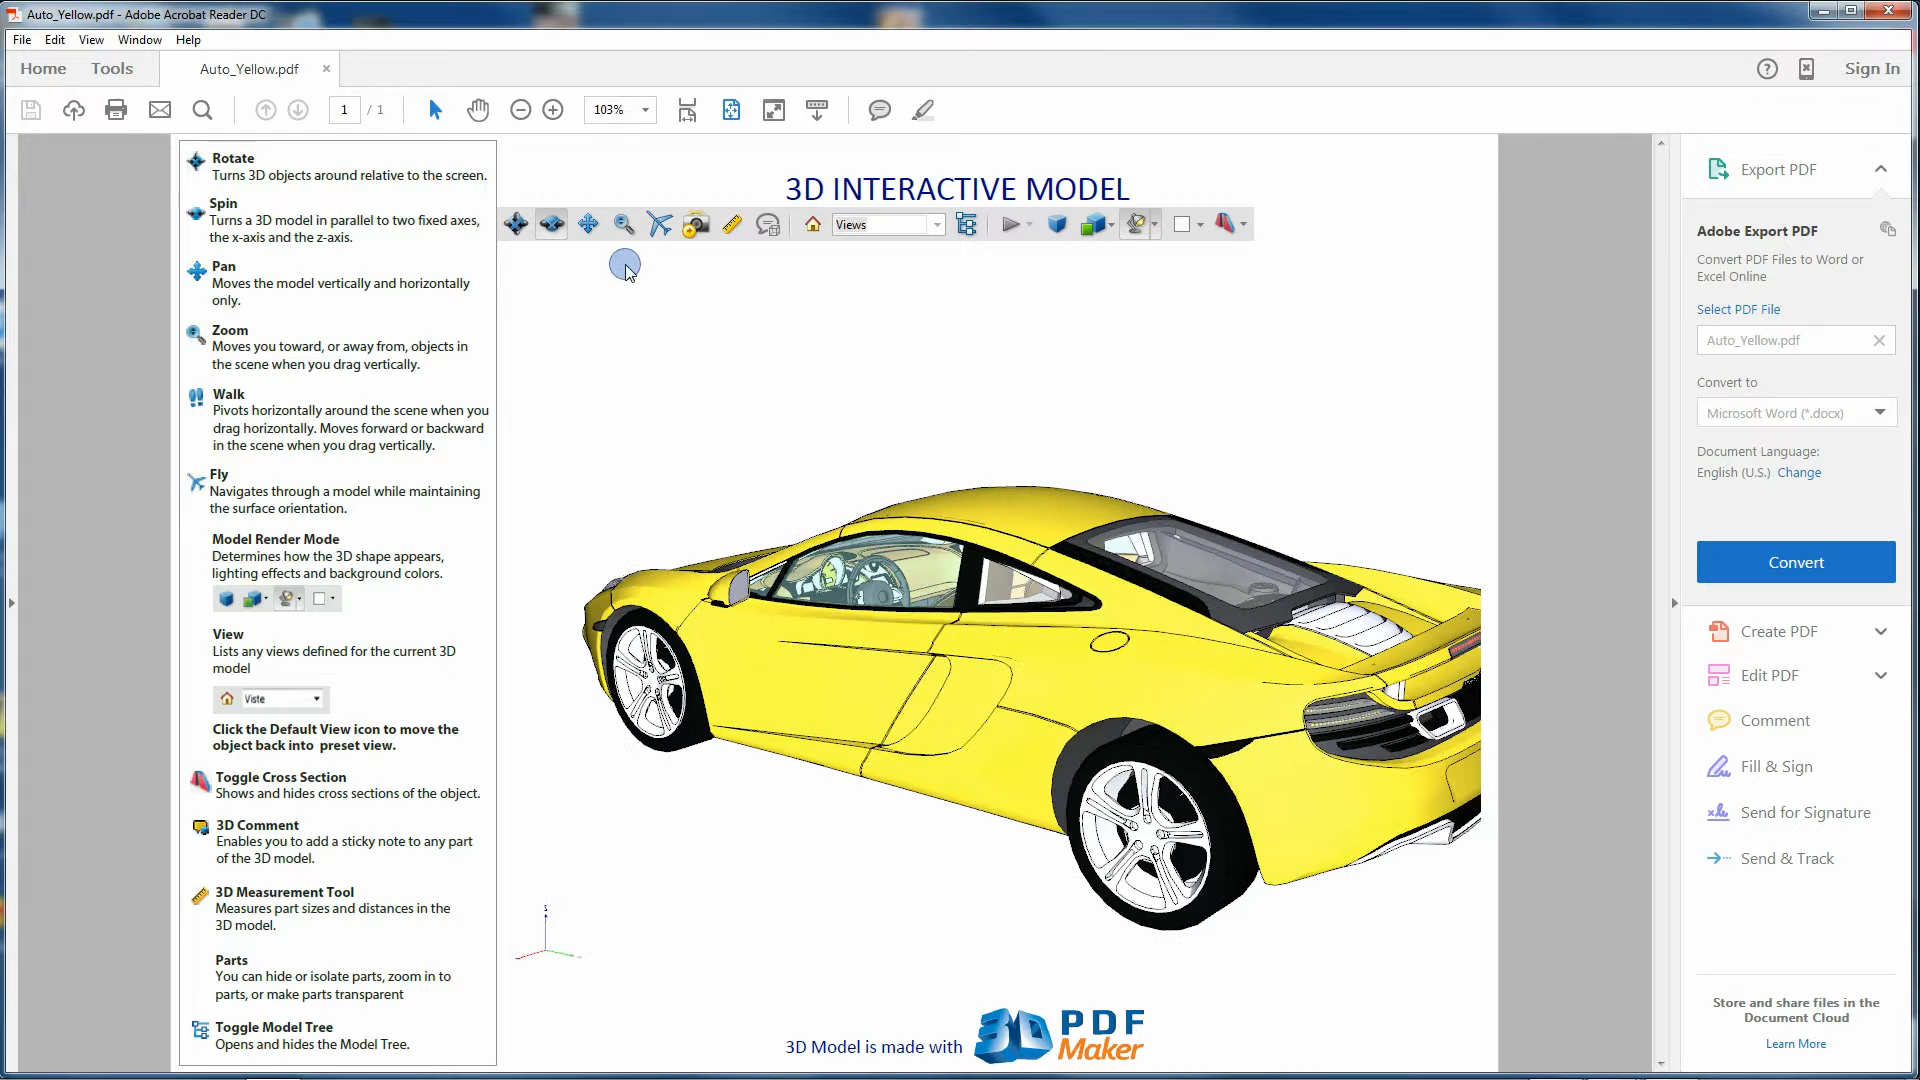 Auto_Yellow.pdf - Adobe Acrobat Reader DC
File Edit View Window Help
Home Tools Auto_Yellow.pdf Sign In
1 / 1 103%
Rotate
Turns 3D objects around relative to the screen.
Spin
Turns a 3D model in parallel to two fixed axes,
the x-axis and the z-axis.
Pan
Moves the model vertically and horizontally
only.
Zoom
Moves you toward, or away from, objects in
the scene when you drag vertically.
Walk
Pivots horizontally around the scene when you
drag horizontally. Moves forward or backward
in the scene when you drag vertically.
Fly
Navigates through a model while maintaining
the surface orientation.
Model Render Mode
Determines how the 3D shape appears,
lighting effects and background colors.
View
Lists any views defined for the current 3D
model
Viste
Click the Default View icon to move the
object back into preset view.
Toggle Cross Section
Shows and hides cross sections of the object.
3D Comment
Enables you to add a sticky note to any part
of the 3D model.
3D Measurement Tool
Measures part sizes and distances in the
3D model.
Parts
You can hide or isolate parts, zoom in to
parts, or make parts transparent
Toggle Model Tree
Opens and hides the Model Tree.
3D INTERACTIVE MODEL
Views
3D Model is made with
3D PDF
Maker
Export PDF
Adobe Export PDF
Convert PDF Files to Word or
Excel Online
Select PDF File
Auto_Yellow.pdf
Convert to
Microsoft Word (*.docx)
Document Language:
English (U.S.) Change
Convert
Create PDF
Edit PDF
Comment
Fill & Sign
Send for Signature
Send & Track
Store and share files in the
Document Cloud
Learn More